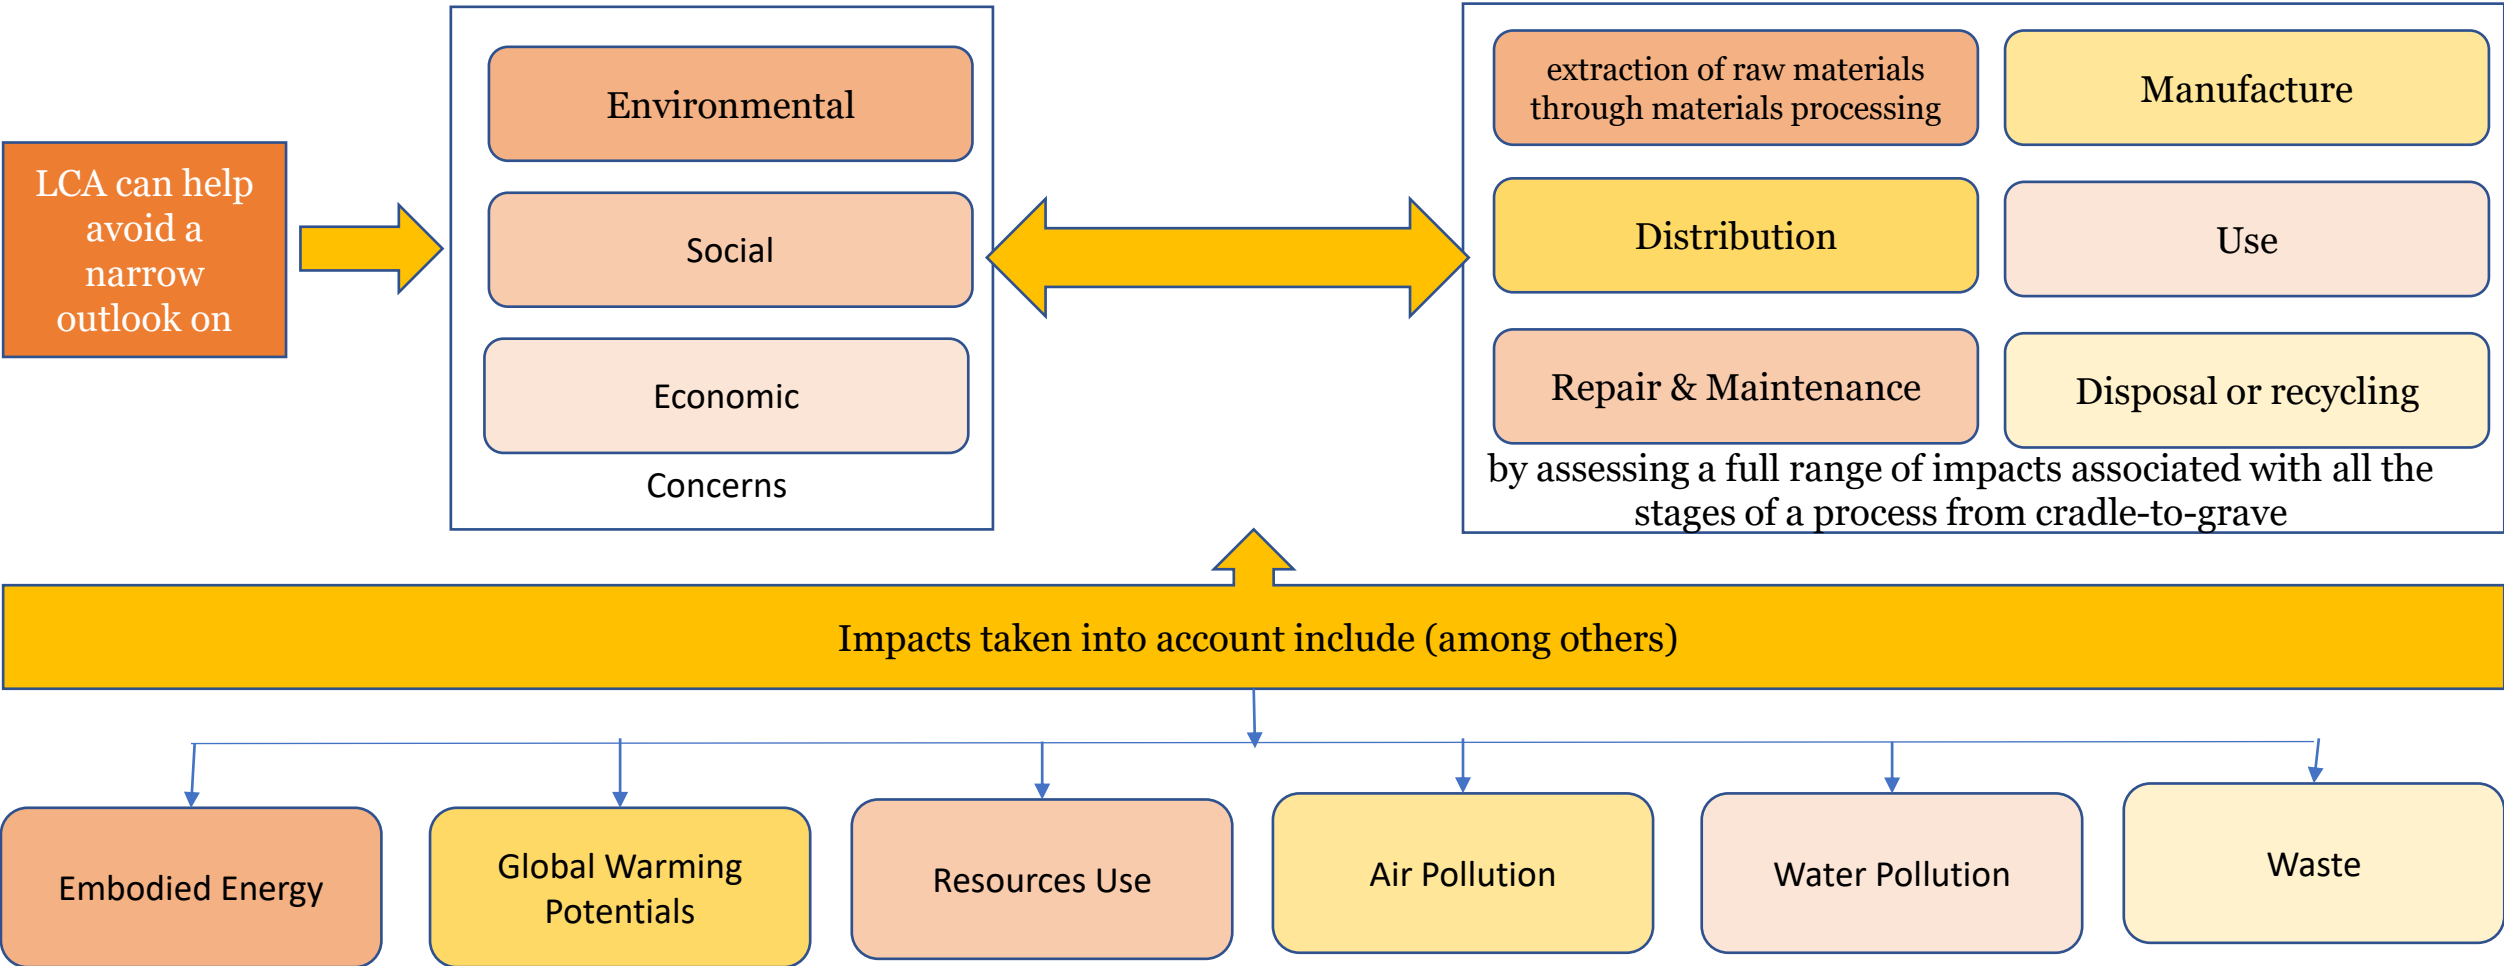 LCA can help
avoid a
narrow
outlook on
Environmental
Social
Economic
Concerns
extraction of raw materials
through materials processing
Manufacture
Distribution
Use
Repair & Maintenance
Disposal or recycling
by assessing a full range of impacts associated with all the
stages of a process from cradle-to-grave
Impacts taken into account include (among others)
Embodied Energy
Global Warming
Potentials
Resources Use
Air Pollution
Water Pollution
Waste